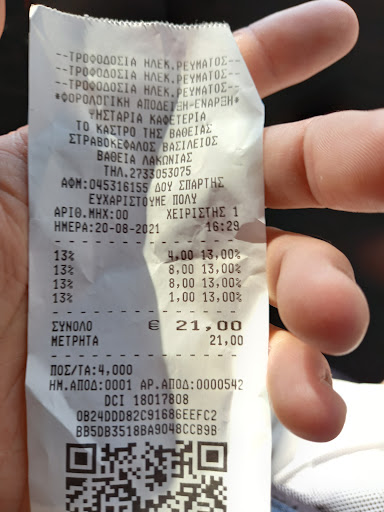 --ΤΡΟΦΟΔΟΣΙΑ ΗΛΕΚ.ΡΕΥΜΑΤΟΣ--
--ΤΡΟΦΟΔΟΣΙΑ ΗΛΕΚ.ΡΕΥΜΑΤΟΣ--
--ΤΡΟΦΟΔΟΣΙΑ ΗΛΕΚ.ΡΕΥΜΑΤΟΣ--
*ΦΟΡΟΛΟΓΙΚΗ ΑΠΟΔΕΙΞΗ-ΕΝΑΡΞΗ*
ΨΗΣΤΑΡΙΑ ΚΑΦΕΤΕΡΙΑ
ΤΟ ΚΑΣΤΡΟ ΤΗΣ ΒΑΘΕΙΑΣ
ΣΤΡΑΒΟΚΕΦΑΛΟΣ ΒΑΣΙΛΕΙΟΣ
ΒΑΘΕΙΑ ΛΑΚΩΝΙΑΣ
ΤΗΛ.2733053075
ΑΦΜ:045316155 ΔΟΥ ΣΠΑΡΤΗΣ
ΕΥΧΑΡΙΣΤΟΥΜΕ ΠΟΛΥ
ΑΡΙΘ.ΜΗΧ:00 ΧΕΙΡΙΣΤΗΣ 1
ΗΜΕΡΑ:20-08-2021 16:29
13% 4,00 13,00%
13% 8,00 13,00%
13% 8,00 13,00%
13% 1,00 13,00%
ΣΥΝΟΛΟ € 21,00
ΜΕΤΡΗΤΑ 21,00
ΠΟΣ/ΤΑ:4,000
ΗΜ.ΑΠΟΔ:0001 ΑΡ.ΑΠΟΔ:0000542
DCI 18017808
0B24DDD82C91686EEFC2
BB5DB3518BA9048CCB9B